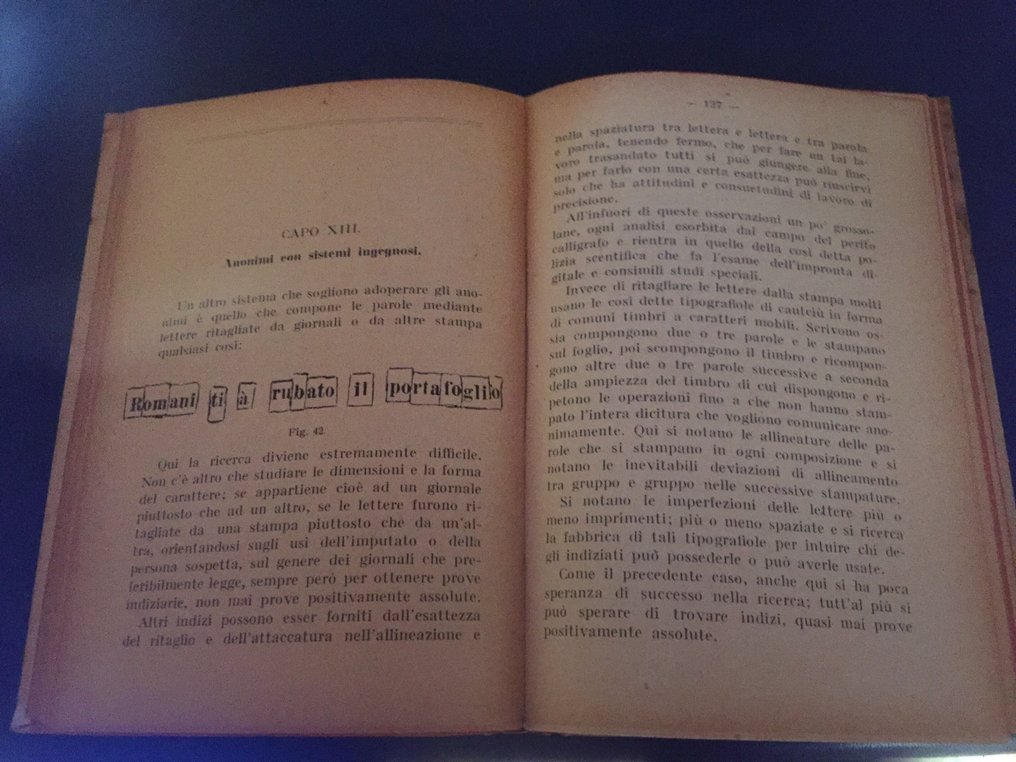 CAPO XIII.
Anonimi con sistemi ingegnosi.
Un altro sistema che sogliono adoperare gli ano-
nimi è quello che compone le parole mediante
lettere ritagliate da giornali o da altre stampa
qualsiasi così:
Romani ti à rubato il portafoglio
Fig. 42
Qui la ricerca diviene estremamente difficile.
Non c'è altro che studiare le dimensioni e la forma
del carattere; se appartiene cioè ad un giornale
piuttosto che ad un altro, se le lettere furono ri-
tagliate da una stampa piuttosto che da un'al-
tra, orientandosi sugli usi dell'imputato o della
persona sospetta, sul genere dei giornali che pre-
feribilmente legge, sempre però per ottenere prove
indiziarie, non mai prove positivamente assolute.
Altri indizi possono esser forniti dall'esattezza
del ritaglio e dell'attaccatura nell'allineazione e
— 127 —
nella spaziatura tra lettera e lettera e tra parola
e parola, tenendo fermo, che per fare un tal la-
voro trasandato tutti si può giungere alla fine,
ma per farlo con una certa esattezza può riuscirvi
solo che ha attitudini e consuetudini di lavoro di
precisione.
All'infuori di queste osservazioni un po' grosso-
lane, ogni analisi esorbita dai campo del perito
calligrafo e rientra in quello della così detta po-
lizia scentifica che fa l'esame dell'impronta di-
gitale e consimili studi speciali.
Invece di ritagliare le lettere dalla stampa molti
usano le così dette tipografiole di cautciù in forma
di comuni timbri a caratteri mobili. Scrivono os-
sia compongono due o tre parole e le stampano
sul foglio, poi scompongono il timbro e ricompon-
gono altre due o tre parole successive a seconda
della ampiezza del timbro di cui dispongono e ri-
petono le operazioni fino a che non hanno stam-
pato l'intera dicitura che vogliono comunicare ano-
nimamente. Qui si notano le allineature delle pa-
role che si stampano in ogni composizione e si
notano le inevitabili deviazioni di allineamento
tra gruppo e gruppo nelle successive stampature.
Si notano le imperfezioni delle lettere più o
meno imprimenti; più o meno spaziate e si ricerca
la fabbrica di tali tipografiole per intuire chi de-
gli indiziati può possederle o può averle usate.
Come il precedente caso, anche qui si ha poca
speranza di successo nella ricerca; tutt'al più si
può sperare di trovare indizi, quasi mai prove
positivamente assolute.